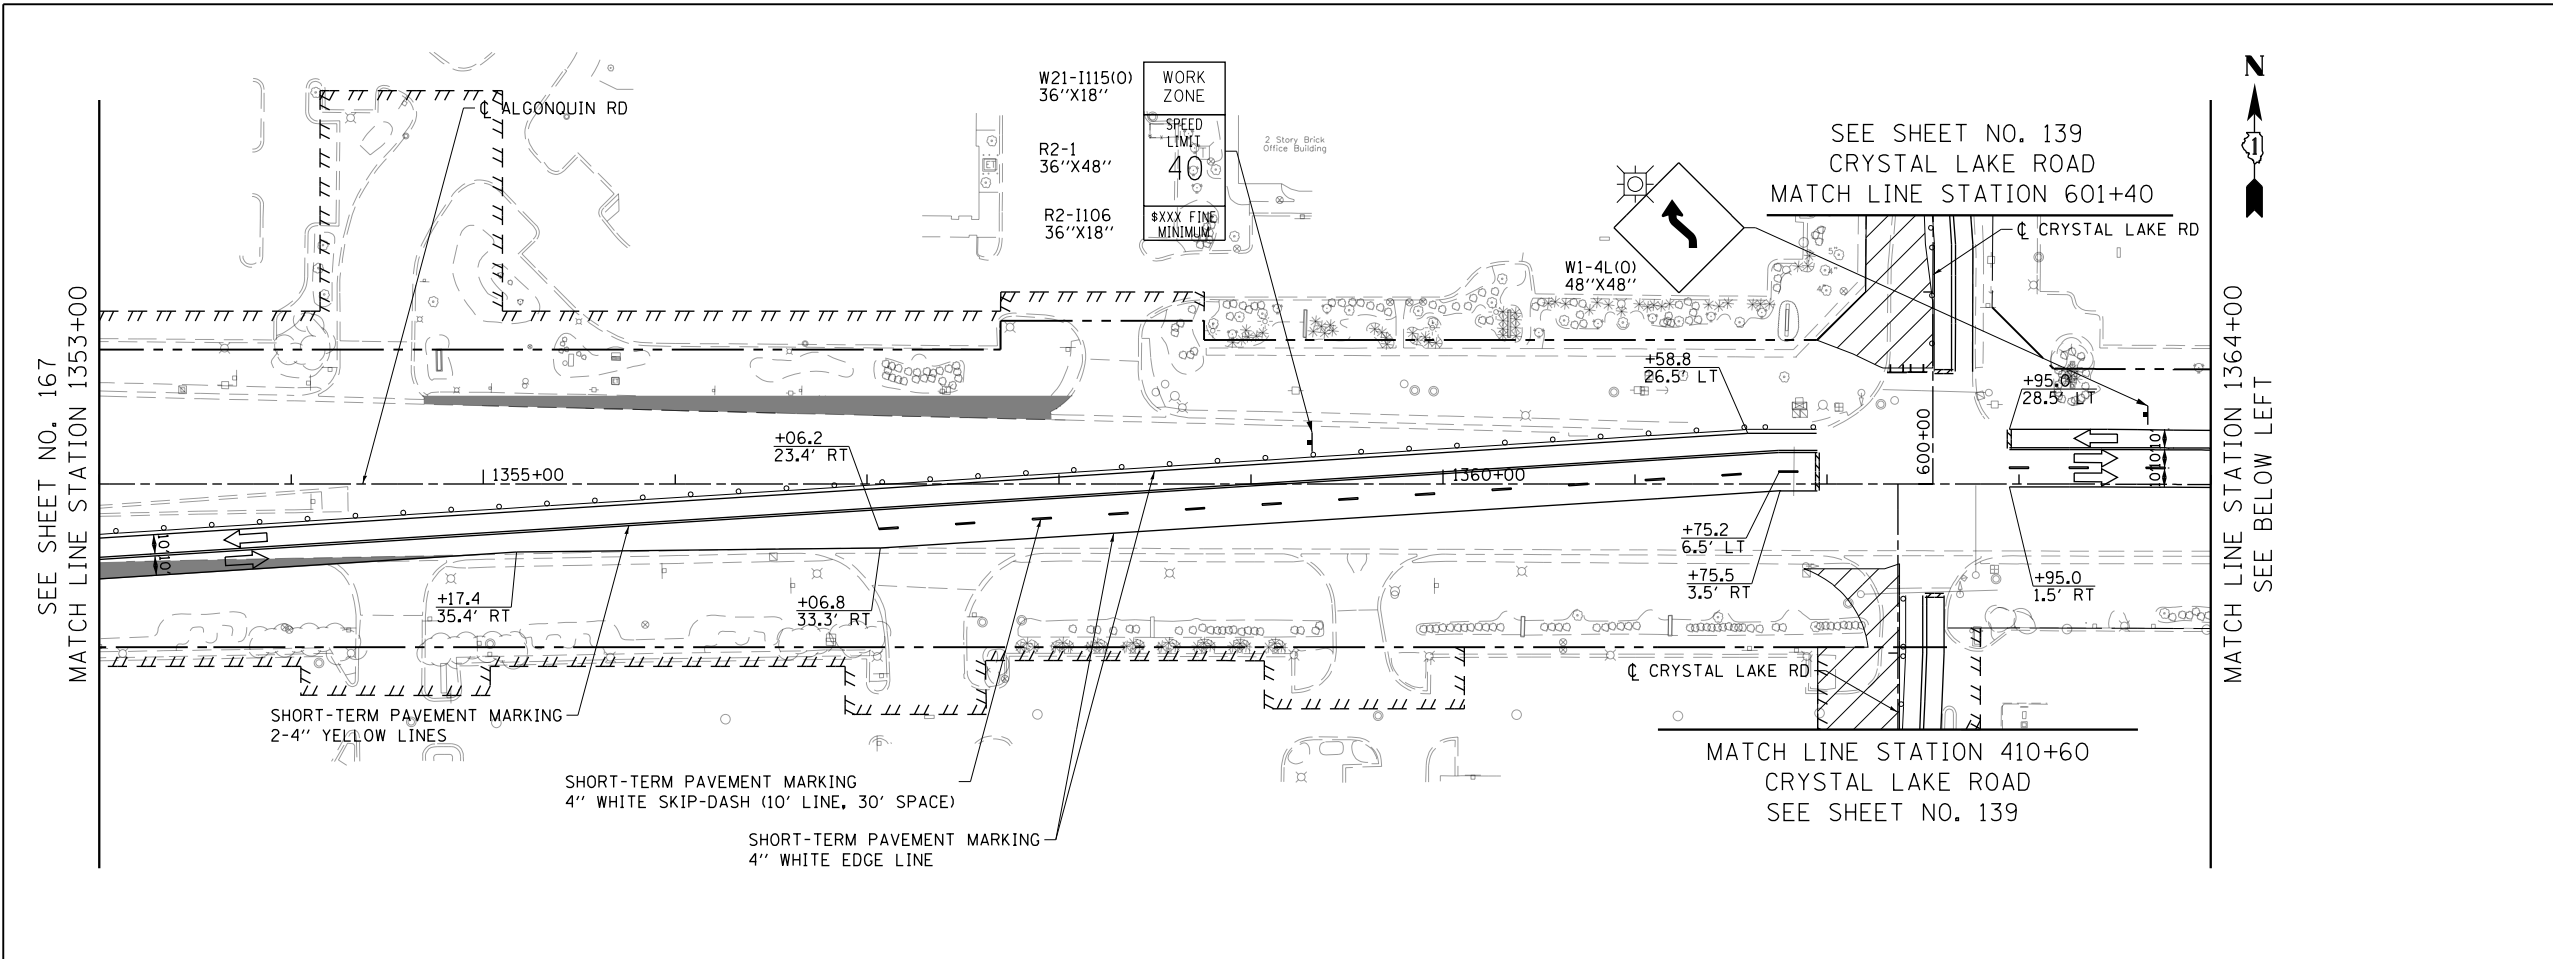 SEE SHEET NO. 167
MATCH LINE STATION 1353+00
℄ ALGONQUIN RD
W21-I115(O)
36''X18''
R2-1
36''X48''
R2-I106
36''X18''
WORK
ZONE
SPEED
LIMIT
40
$XXX FINE
MINIMUM
2 Story Brick
Office Building
ET
W1-4L(O)
48''X48''
SEE SHEET NO. 139
CRYSTAL LAKE ROAD
MATCH LINE STATION 601+40
℄ CRYSTAL LAKE RD
N
1
+58.8
26.5' LT
+95.0
28.5' LT
600+00
+06.2
23.4' RT
1355+00
1360+00
10'
10'
10'
10'
10'
+75.2
6.5' LT
+75.5
3.5' RT
+95.0
1.5' RT
+17.4
35.4' RT
+06.8
33.3' RT
℄ CRYSTAL LAKE RD
SHORT-TERM PAVEMENT MARKING
2-4'' YELLOW LINES
SHORT-TERM PAVEMENT MARKING
4'' WHITE SKIP-DASH (10' LINE, 30' SPACE)
SHORT-TERM PAVEMENT MARKING
4'' WHITE EDGE LINE
MATCH LINE STATION 410+60
CRYSTAL LAKE ROAD
SEE SHEET NO. 139
MATCH LINE STATION 1364+00
SEE BELOW LEFT